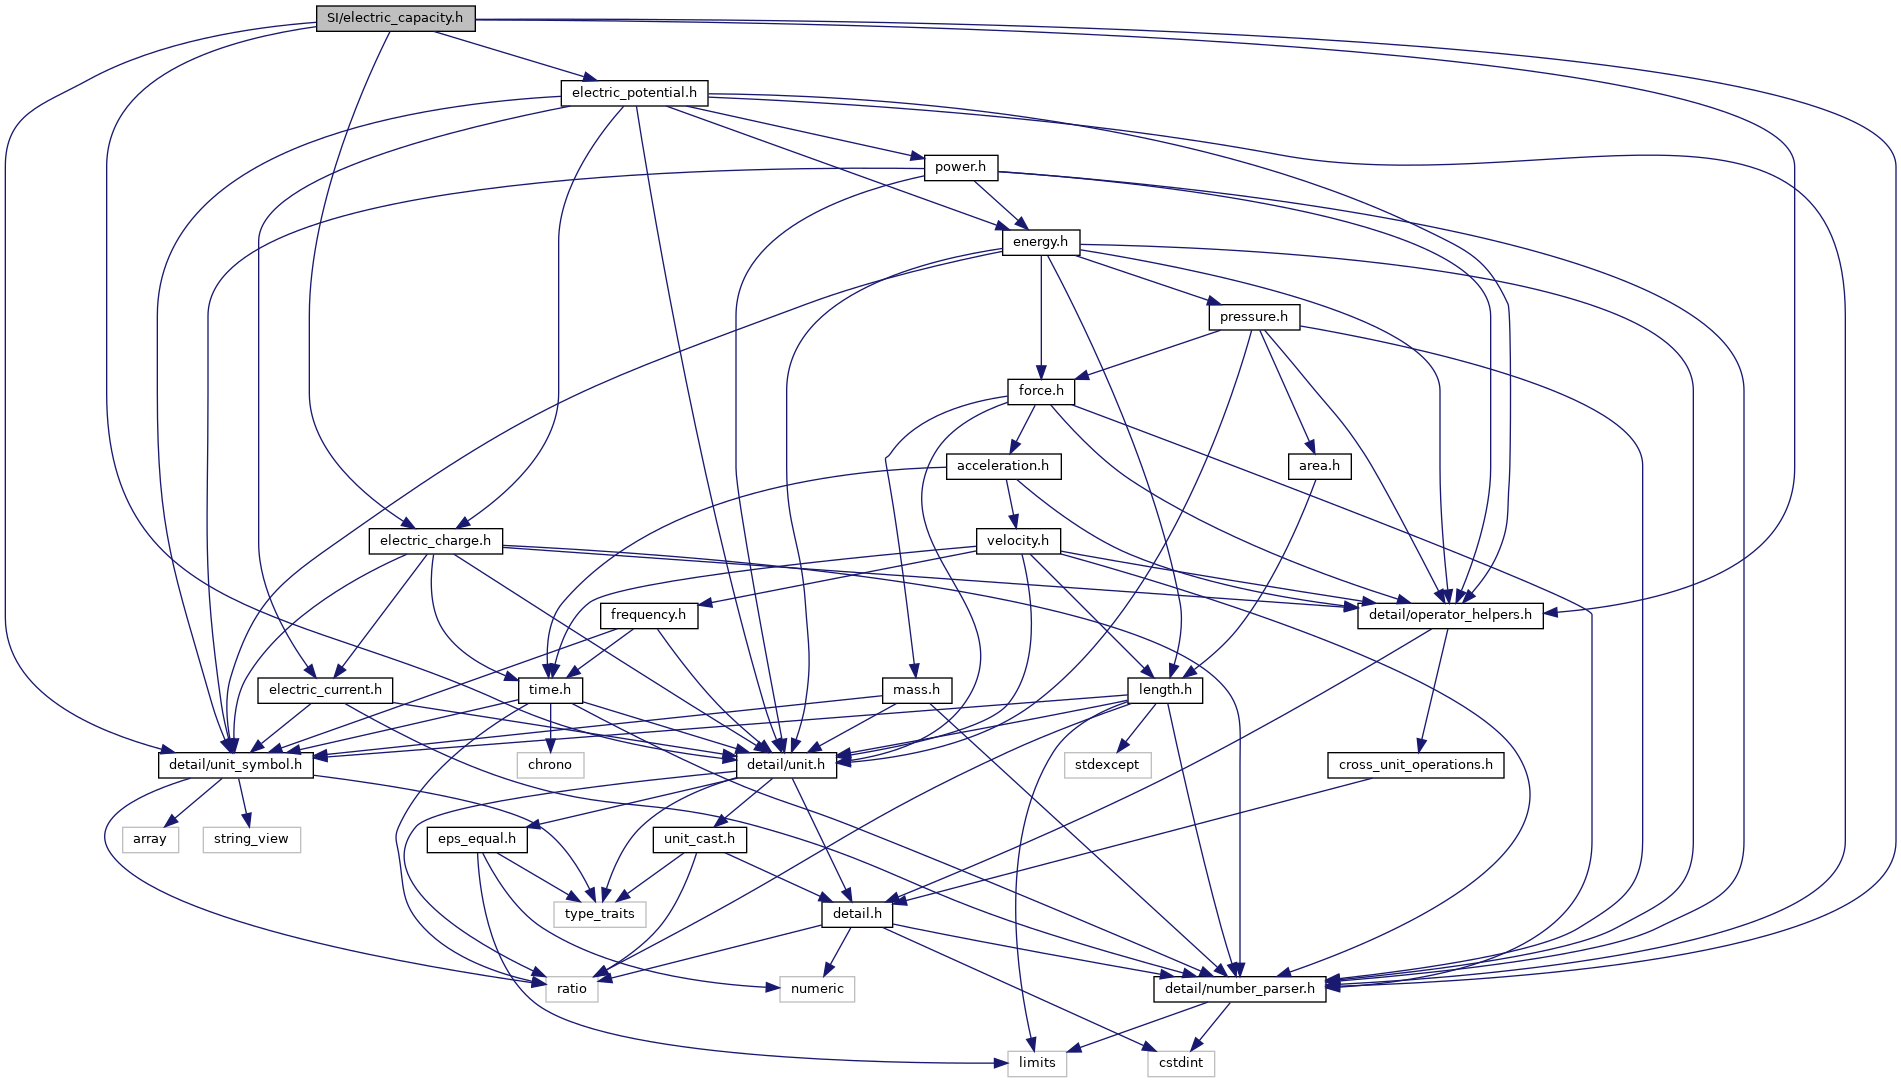 SI/electric_capacity.h
electric_potential.h
power.h
energy.h
pressure.h
force.h
acceleration.h
area.h
electric_charge.h
velocity.h
frequency.h
detail/operator_helpers.h
electric_current.h
time.h
mass.h
length.h
detail/unit_symbol.h
chrono
detail/unit.h
stdexcept
cross_unit_operations.h
array
string_view
eps_equal.h
unit_cast.h
type_traits
detail.h
ratio
numeric
detail/number_parser.h
limits
cstdint